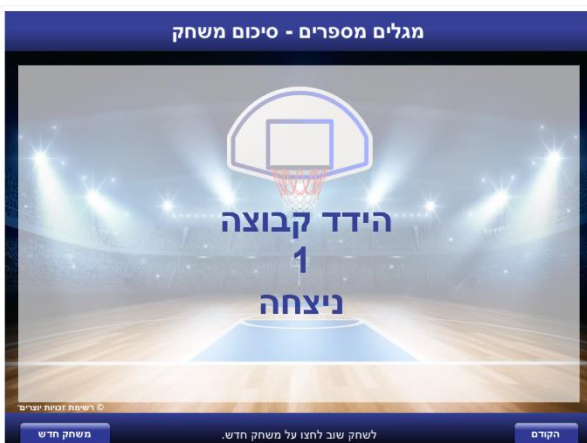 מגלים מספרים - סיכום משחק
הידד קבוצה
1
ניצחה
© רשימת זכויות יוצרים
הקודם
לשחק שוב לחצו על משחק חדש.
משחק חדש